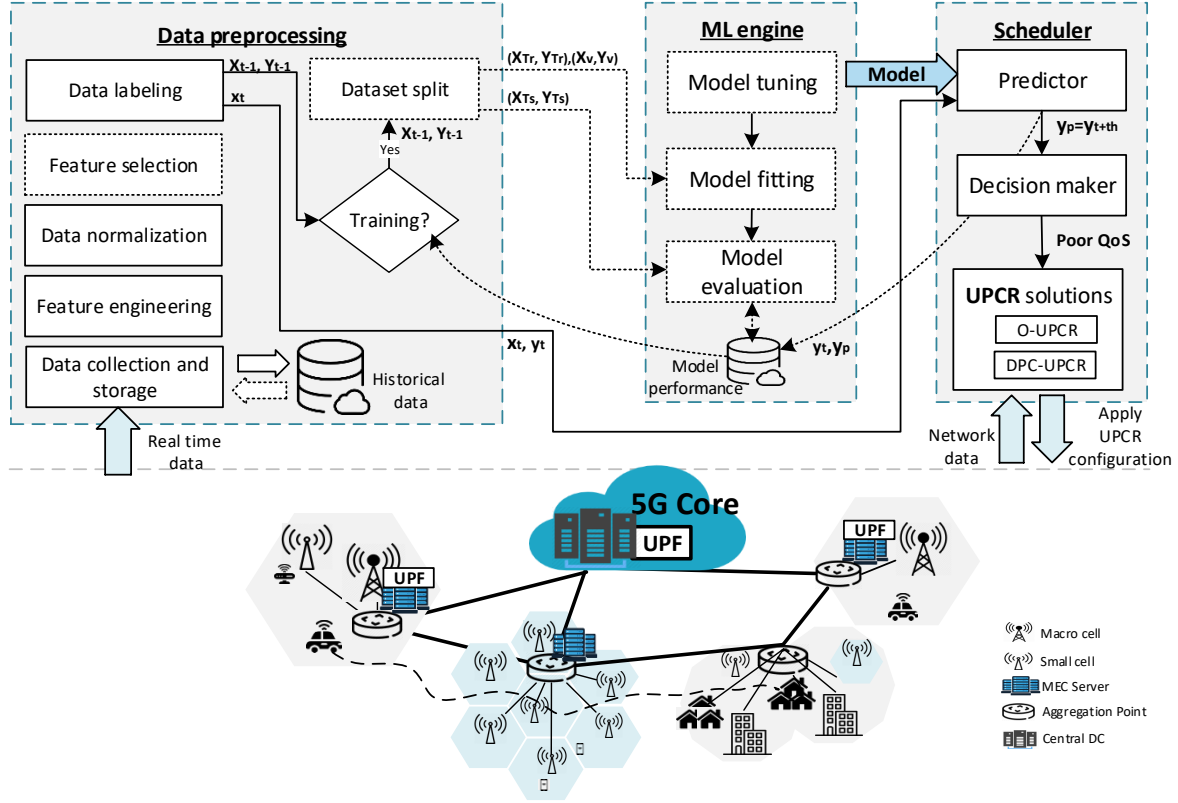 Data preprocessing
Data labeling
Xt-1, Yt-1
xt
Feature selection
Data normalization
Feature engineering
Data collection and
storage
Historical
data
Dataset split
Xt-1, Yt-1
Yes
Training?
(XTr, YTr),(Xv,Yv)
(XTs, YTs)
xt, yt
ML engine
Model tuning
Model fitting
Model
evaluation
Model
performance
yt,yp
Model
Scheduler
Predictor
yp=yt+th
Decision maker
Poor QoS
UPCR solutions
O-UPCR
DPC-UPCR
Real time
data
Network
data
Apply
UPCR
configuration
5G Core
UPF
UPF
UPF
Macro cell
Small cell
MEC Server
Aggregation Point
Central DC